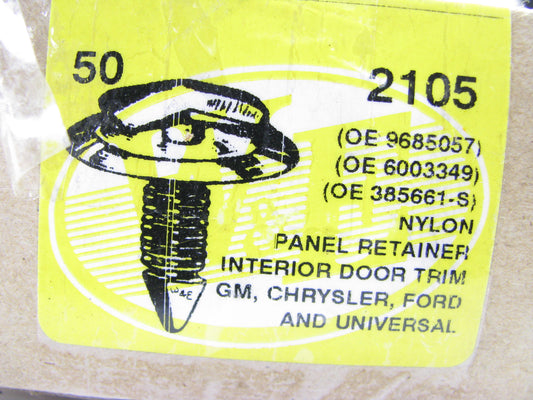 50
2105
(OE 9685057)
(OE 6003349)
(OE 385661-S)
NYLON
PANEL RETAINER
INTERIOR DOOR TRIM
GM, CHRYSLER, FORD
AND UNIVERSAL